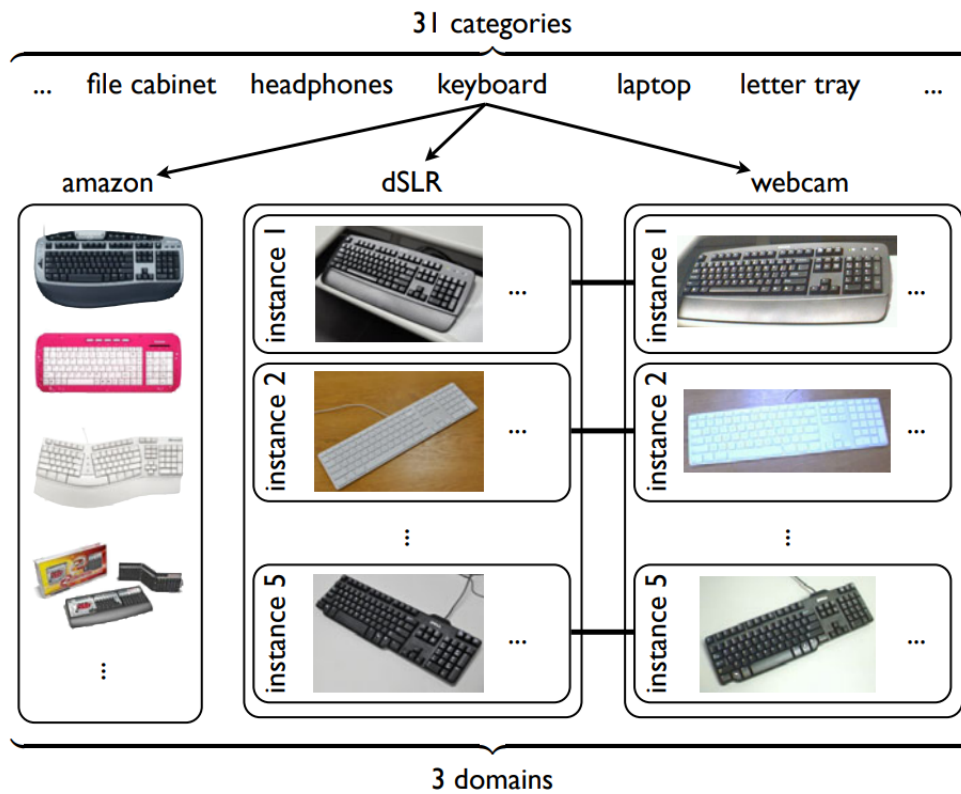 31 categories
... file cabinet headphones keyboard laptop letter tray ...
amazon dSLR webcam
instance 1 ... instance 1 ...
instance 2 ... instance 2 ...
... ...
instance 5 ... instance 5 ...
...
3 domains